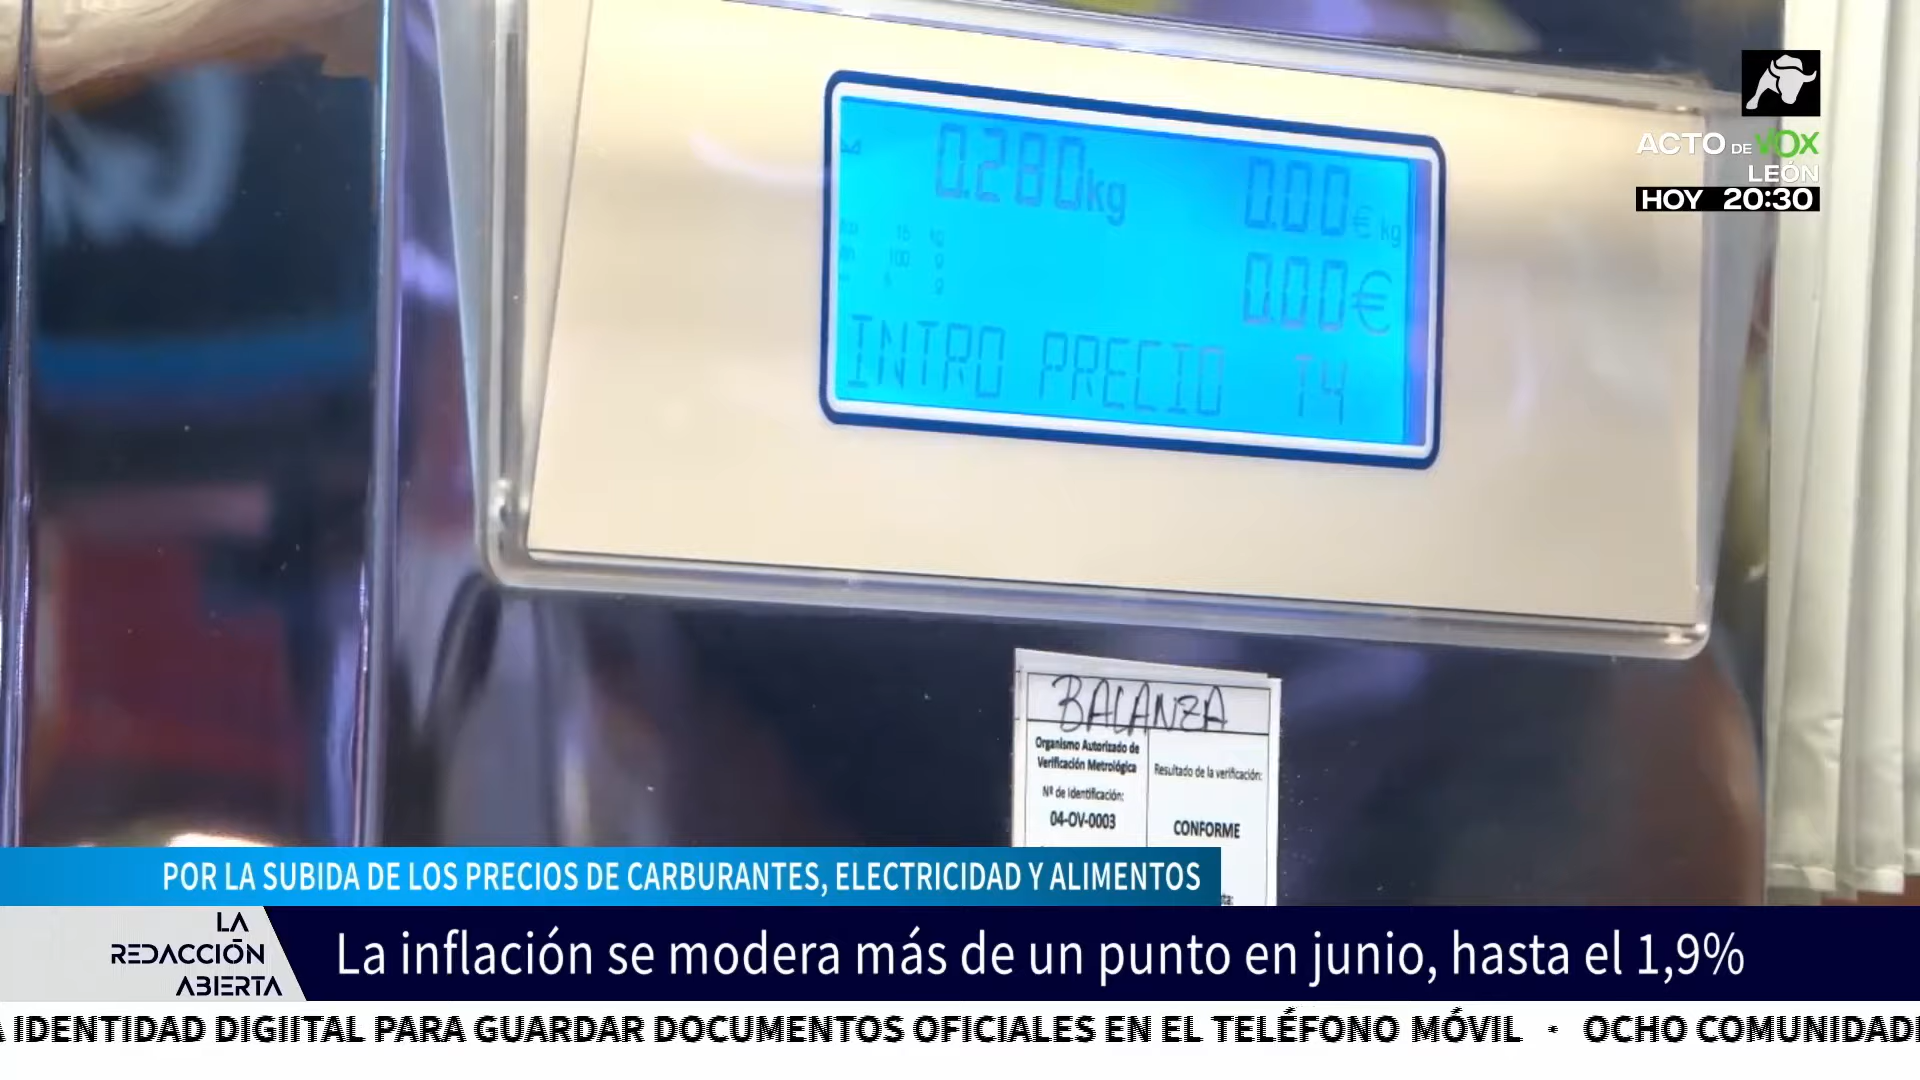 0.280kg
0.00€ kg
0.00€
INTRO PRECIO T4
ACTO DE VOX
LEÓN
HOY 20:30
BALANZA
Organismo Autorizado de
Verificación Metrológica
Nº de Identificación:
04-OV-0003
Resultado de la verificación:
CONFORME
POR LA SUBIDA DE LOS PRECIOS DE CARBURANTES, ELECTRICIDAD Y ALIMENTOS
LA
REDACCIÓN
ABIERTA
La inflación se modera más de un punto en junio, hasta el 1,9%
A IDENTIDAD DIGIITAL PARA GUARDAR DOCUMENTOS OFICIALES EN EL TELÉFONO MÓVIL · OCHO COMUNIDAD